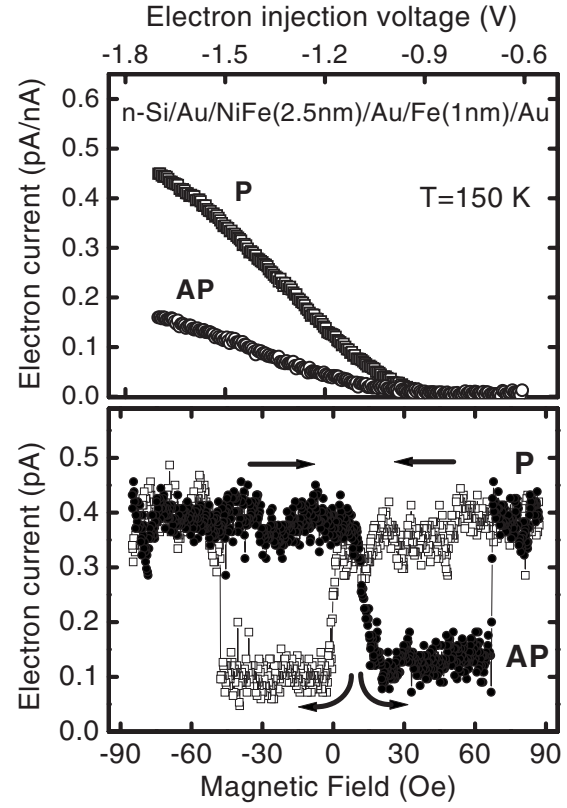 Electron injection voltage (V)
-1.8 -1.5 -1.2 -0.9 -0.6
n-Si/Au/NiFe(2.5nm)/Au/Fe(1nm)/Au
P
T=150 K
AP
0.6
0.5
0.4
0.3
0.2
0.1
0.0
Electron current (pA/nA)
P
AP
0.5
0.4
0.3
0.2
0.1
0.0
Electron current (pA)
-90 -60 -30 0 30 60 90
Magnetic Field (Oe)